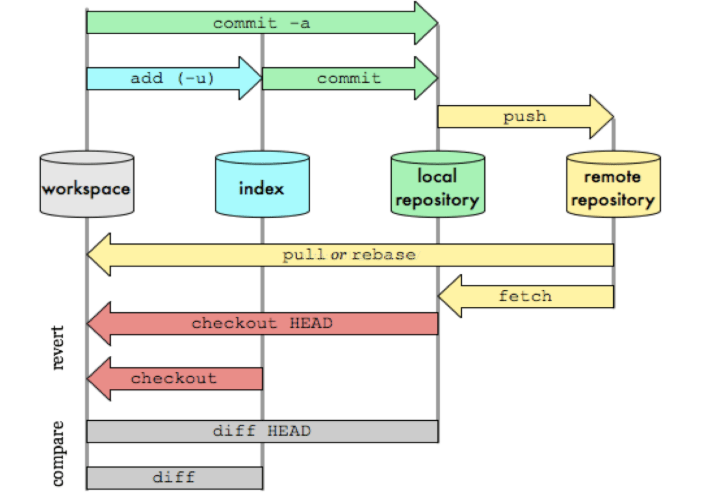 commit -a
add (-u)
commit
push
workspace
index
local
repository
remote
repository
pull or rebase
fetch
revert
checkout HEAD
checkout
compare
diff HEAD
diff